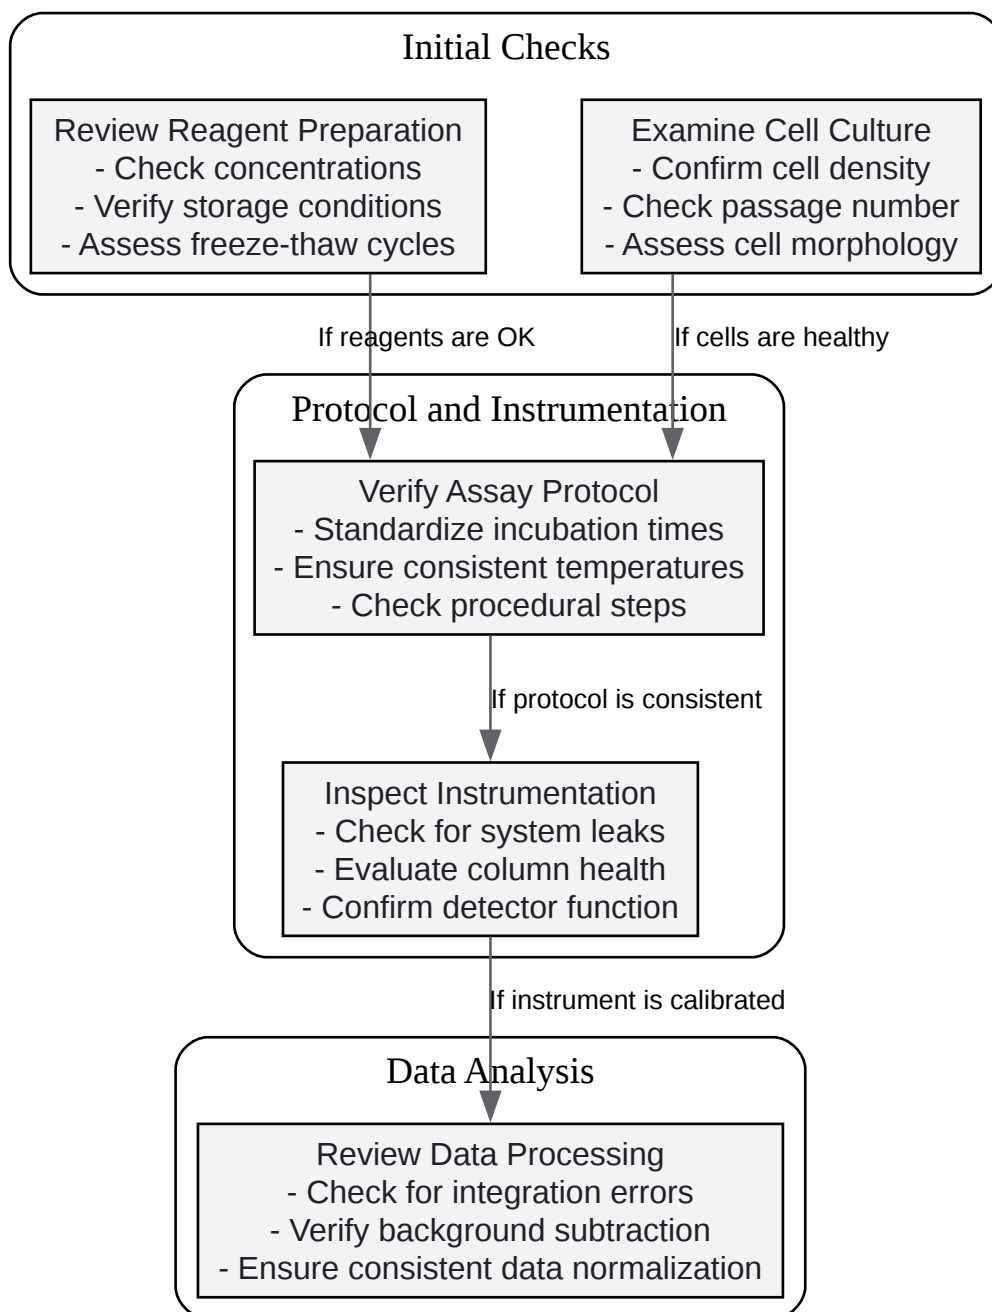 Initial Checks
Review Reagent Preparation
- Check concentrations
- Verify storage conditions
- Assess freeze-thaw cycles
Examine Cell Culture
- Confirm cell density
- Check passage number
- Assess cell morphology
If reagents are OK
If cells are healthy
Protocol and Instrumentation
Verify Assay Protocol
- Standardize incubation times
- Ensure consistent temperatures
- Check procedural steps
If protocol is consistent
Inspect Instrumentation
- Check for system leaks
- Evaluate column health
- Confirm detector function
If instrument is calibrated
Data Analysis
Review Data Processing
- Check for integration errors
- Verify background subtraction
- Ensure consistent data normalization